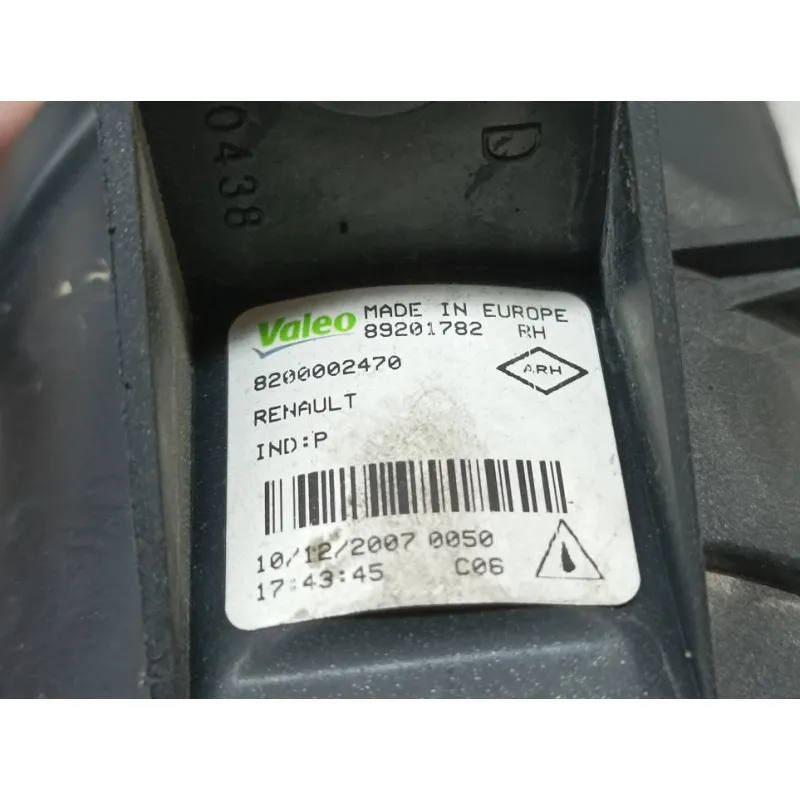 0438
D
Valeo MADE IN EUROPE
89201782 RH
8200002470
ARH
RENAULT
IND:P
10/12/2007 0050
17:43:45 C06